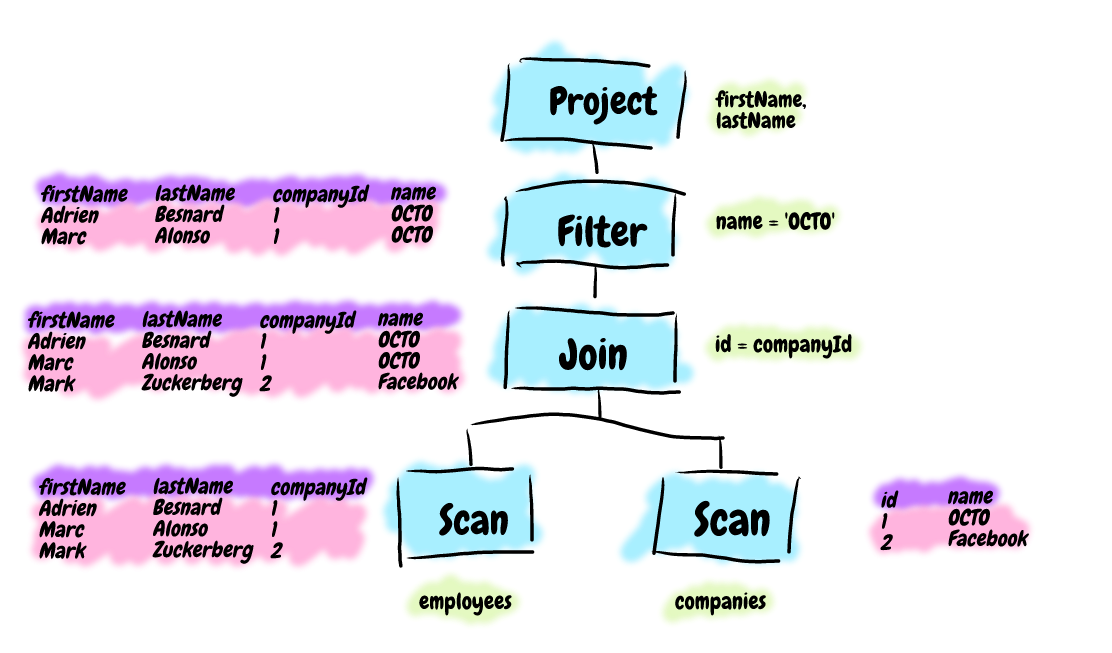 Project
firstName,
lastName
firstName lastName companyId name
Adrien Besnard 1 OCTO
Marc Alonso 1 OCTO
Filter
name = 'OCTO'
firstName lastName companyId name
Adrien Besnard 1 OCTO
Marc Alonso 1 OCTO
Mark Zuckerberg 2 Facebook
Join
id = companyId
firstName lastName companyId
Adrien Besnard 1
Marc Alonso 1
Mark Zuckerberg 2
Scan
employees
Scan
companies
id name
1 OCTO
2 Facebook